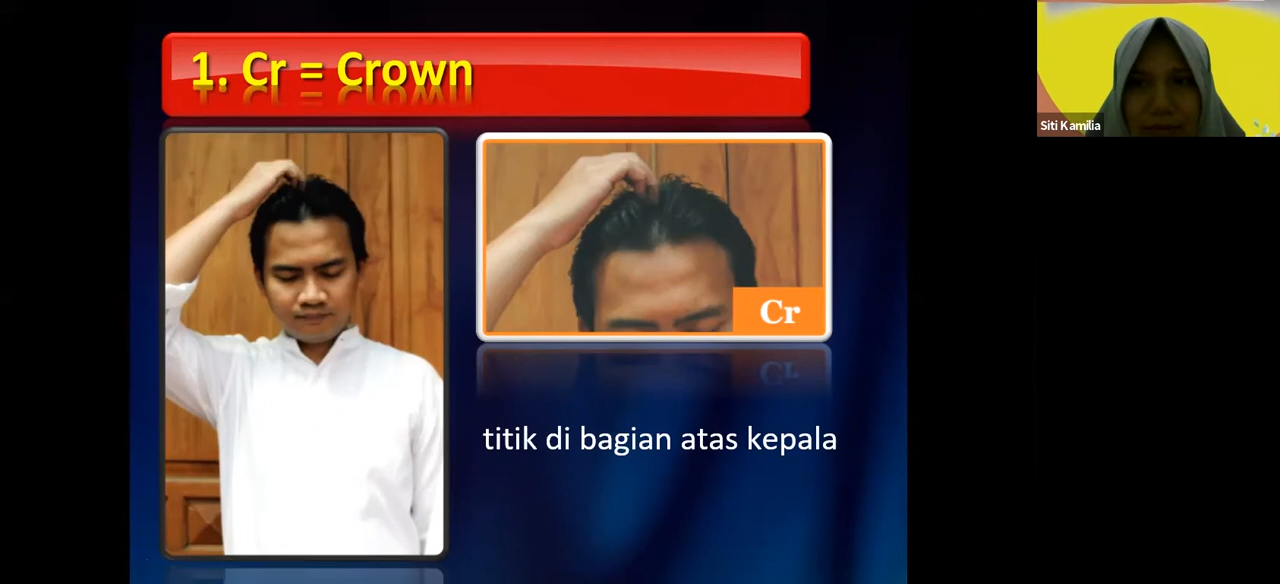 1. Cr = Crown
Cr
titik di bagian atas kepala
Siti Kamilia